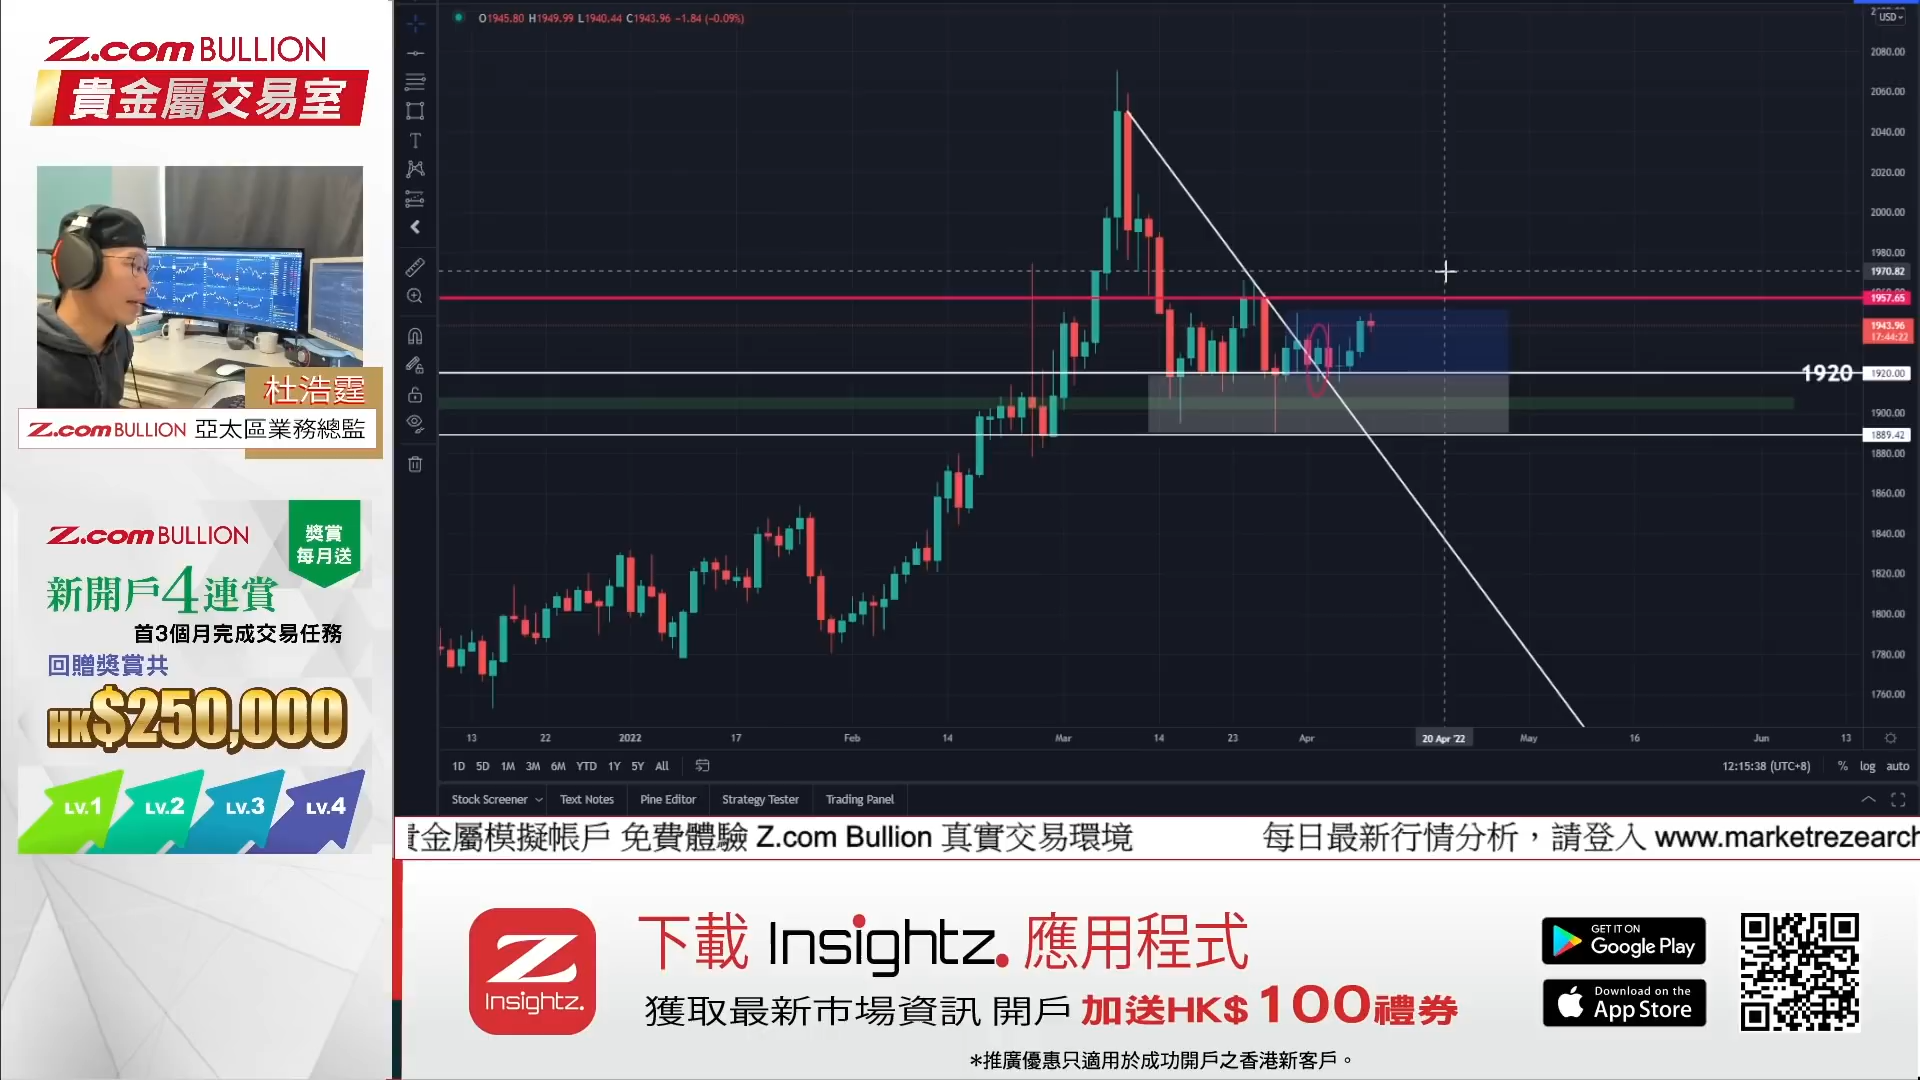 Z.com BULLION
貴金屬交易室
杜浩霆
Z.com BULLION 亞太區業務總監
Z.com BULLION
獎賞
每月送
新開戶4連賞
首3個月完成交易任務
回贈獎賞共
HK$250,000
LV.1 LV.2 LV.3 LV.4
O1945.80 H1949.99 L1940.44 C1943.96 −1.84 (−0.09%)
USD
2080.00
2060.00
2040.00
2020.00
2000.00
1980.00
1970.82
1957.65
1943.96
17:44:22
1920 1920.00
1900.00
1889.42
1880.00
1860.00
1840.00
1820.00
1800.00
1780.00
1760.00
13 22 2022 17 Feb 14 Mar 14 23 Apr 20 Apr '22 May 16 Jun 13
1D 5D 1M 3M 6M YTD 1Y 5Y All 12:15:38 (UTC+8) % log auto
Stock Screener Text Notes Pine Editor Strategy Tester Trading Panel
貴金屬模擬帳戶 免費體驗 Z.com Bullion 真實交易環境 每日最新行情分析，請登入 www.marketrezearch
Z
Insightz.
下載 Insightz. 應用程式
獲取最新市場資訊 開戶 加送HK$100禮券
*推廣優惠只適用於成功開戶之香港新客戶。
GET IT ON
Google Play
Download on the
App Store